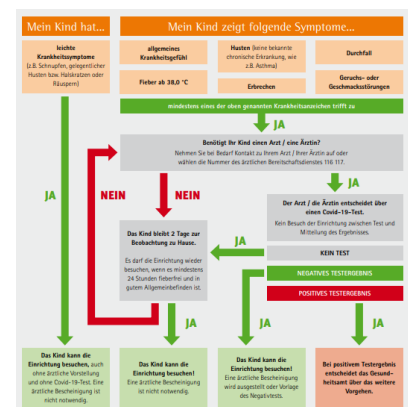 Mein Kind hat...
Mein Kind zeigt folgende Symptome...
leichte
Krankheitssymptome
(z.B. Schnupfen, gelegentlicher
Husten bzw. Halskratzen oder
Räuspern)
allgemeines
Krankheitsgefühl
Husten (keine bekannte
chronische Erkrankung, wie
z.B. Asthma)
Durchfall
Fieber ab 38,0 °C
Erbrechen
Geruchs- oder
Geschmacksstörungen
mindestens eines der oben genannten Krankheitsanzeichen trifft zu
JA
Benötigt Ihr Kind einen Arzt / eine Ärztin?
Nehmen Sie bei Bedarf Kontakt zu Ihrem Arzt / Ihrer Ärztin auf oder
wählen die Nummer des ärztlichen Bereitschaftsdienstes 116 117.
JA
NEIN
NEIN
JA
Der Arzt / die Ärztin entscheidet über
einen Covid-19-Test.
Kein Besuch der Einrichtung zwischen Test und
Mitteilung des Ergebnisses.
Das Kind bleibt 2 Tage zur
Beobachtung zu Hause.
Es darf die Einrichtung wieder
besuchen, wenn es mindestens
24 Stunden fieberfrei und in
gutem Allgemeinbefinden ist.
JA
KEIN TEST
NEGATIVES TESTERGEBNIS
POSITIVES TESTERGEBNIS
JA
JA
JA
Das Kind kann die
Einrichtung besuchen, auch
ohne ärztliche Vorstellung
und ohne Covid-19-Test. Eine
ärztliche Bescheinigung ist
nicht notwendig.
Das Kind kann die
Einrichtung besuchen!
Eine ärztliche Bescheinigung
ist nicht notwendig.
Das Kind kann die
Einrichtung besuchen!
Eine ärztliche Bescheinigung
wird ausgestellt oder Vorlage
des Negativtests.
Bei positivem Testergebnis
entscheidet das Gesund-
heitsamt über das weitere
Vorgehen.